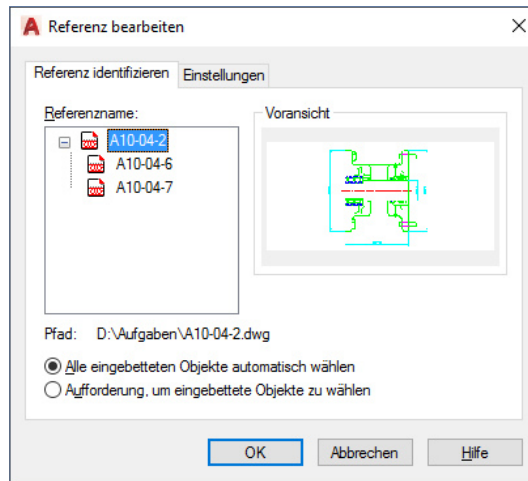 Referenz bearbeiten
Referenz identifizieren
Einstellungen
Referenzname:
A10-04-2
A10-04-6
A10-04-7
Voransicht
Pfad: D:\Aufgaben\A10-04-2.dwg
Alle eingebetteten Objekte automatisch wählen
Aufforderung, um eingebettete Objekte zu wählen
OK
Abbrechen
Hilfe